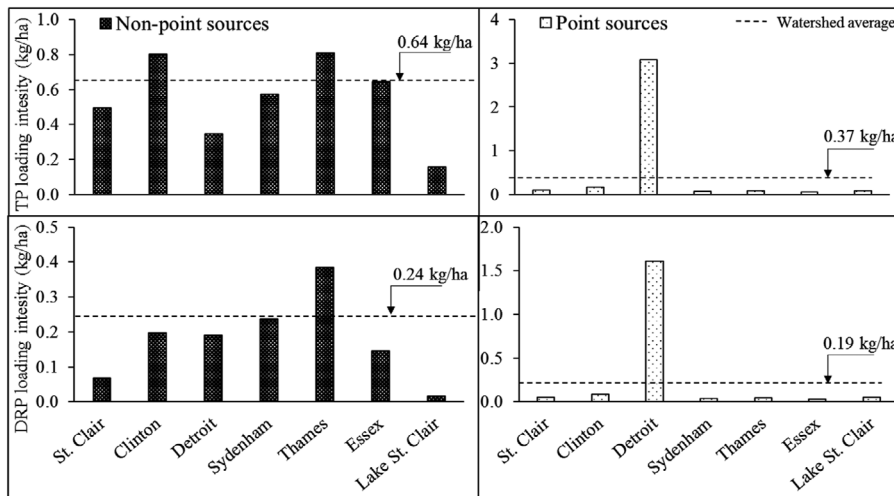 Non-point sources
Point sources
Watershed average
TP loading intesity (kg/ha)
1.0
0.8
0.6
0.4
0.2
0.0
0.64 kg/ha
4
3
2
1
0
0.37 kg/ha
DRP loading intesity (kg/ha)
0.5
0.4
0.3
0.2
0.1
0.0
0.24 kg/ha
2.0
1.5
1.0
0.5
0.0
0.19 kg/ha
St. Clair
Clinton
Detroit
Sydenham
Thames
Essex
Lake St. Clair
St. Clair
Clinton
Detroit
Sydenham
Thames
Essex
Lake St. Clair